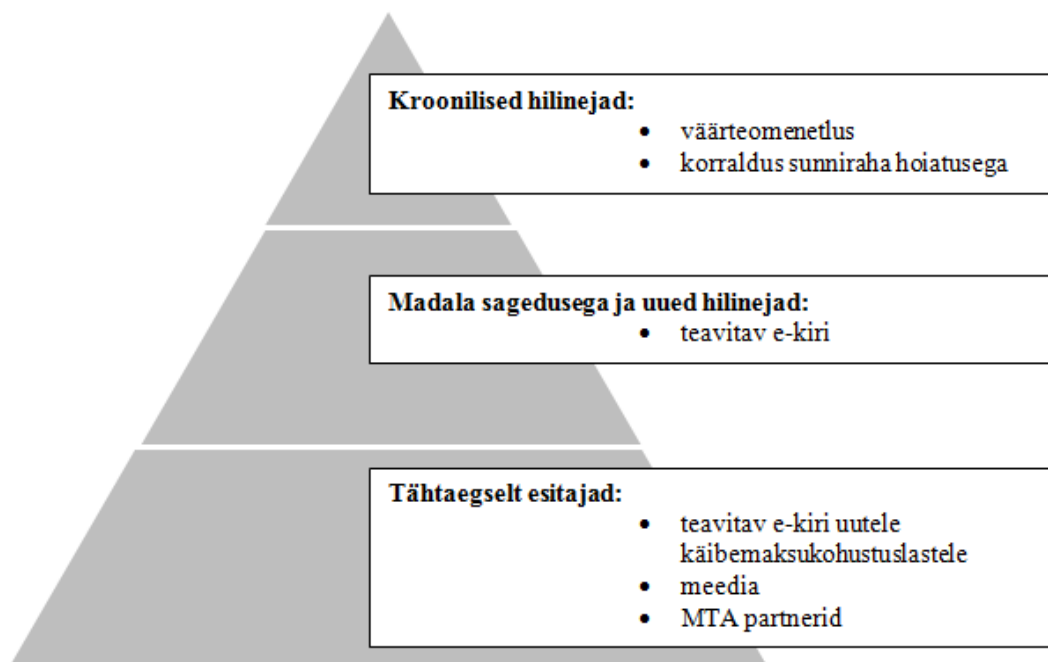 Kroonilised hilinejad:
• väärteomenetlus
• korraldus sunniraha hoiatusega
Madala sagedusega ja uued hilinejad:
• teavitav e-kiri
Tähtaegselt esitajad:
• teavitav e-kiri uutele
käibemaksukohustuslastele
• meedia
• MTA partnerid